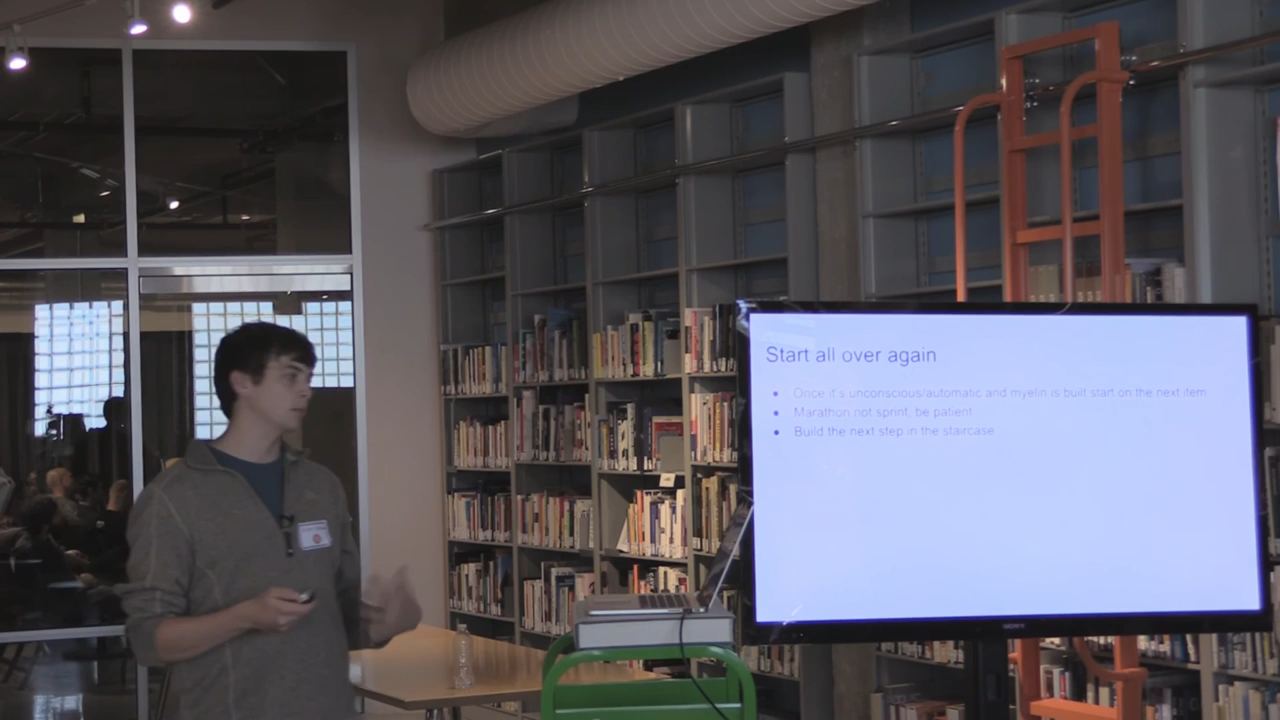 Start all over again
• Once it's unconscious/automatic and myelin is built start on the next item
• Marathon not sprint, be patient
• Build the next step in the staircase
SONY